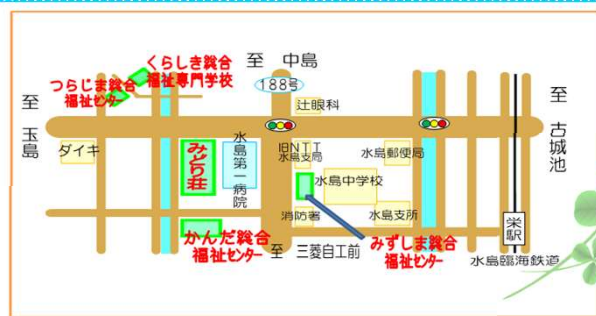 至 中島
188号
くらしき総合
福祉専門学校
つらじま総合
福祉センター
辻眼科
至 玉島
至 古城池
ダイキ
みどり荘
水島第一病院
旧NTT
水島支局
水島郵便局
水島中学校
消防署
水島支所
かんだ総合
福祉センター
みずしま総合
福祉センター
至 三菱自工前
栄駅
水島臨海鉄道